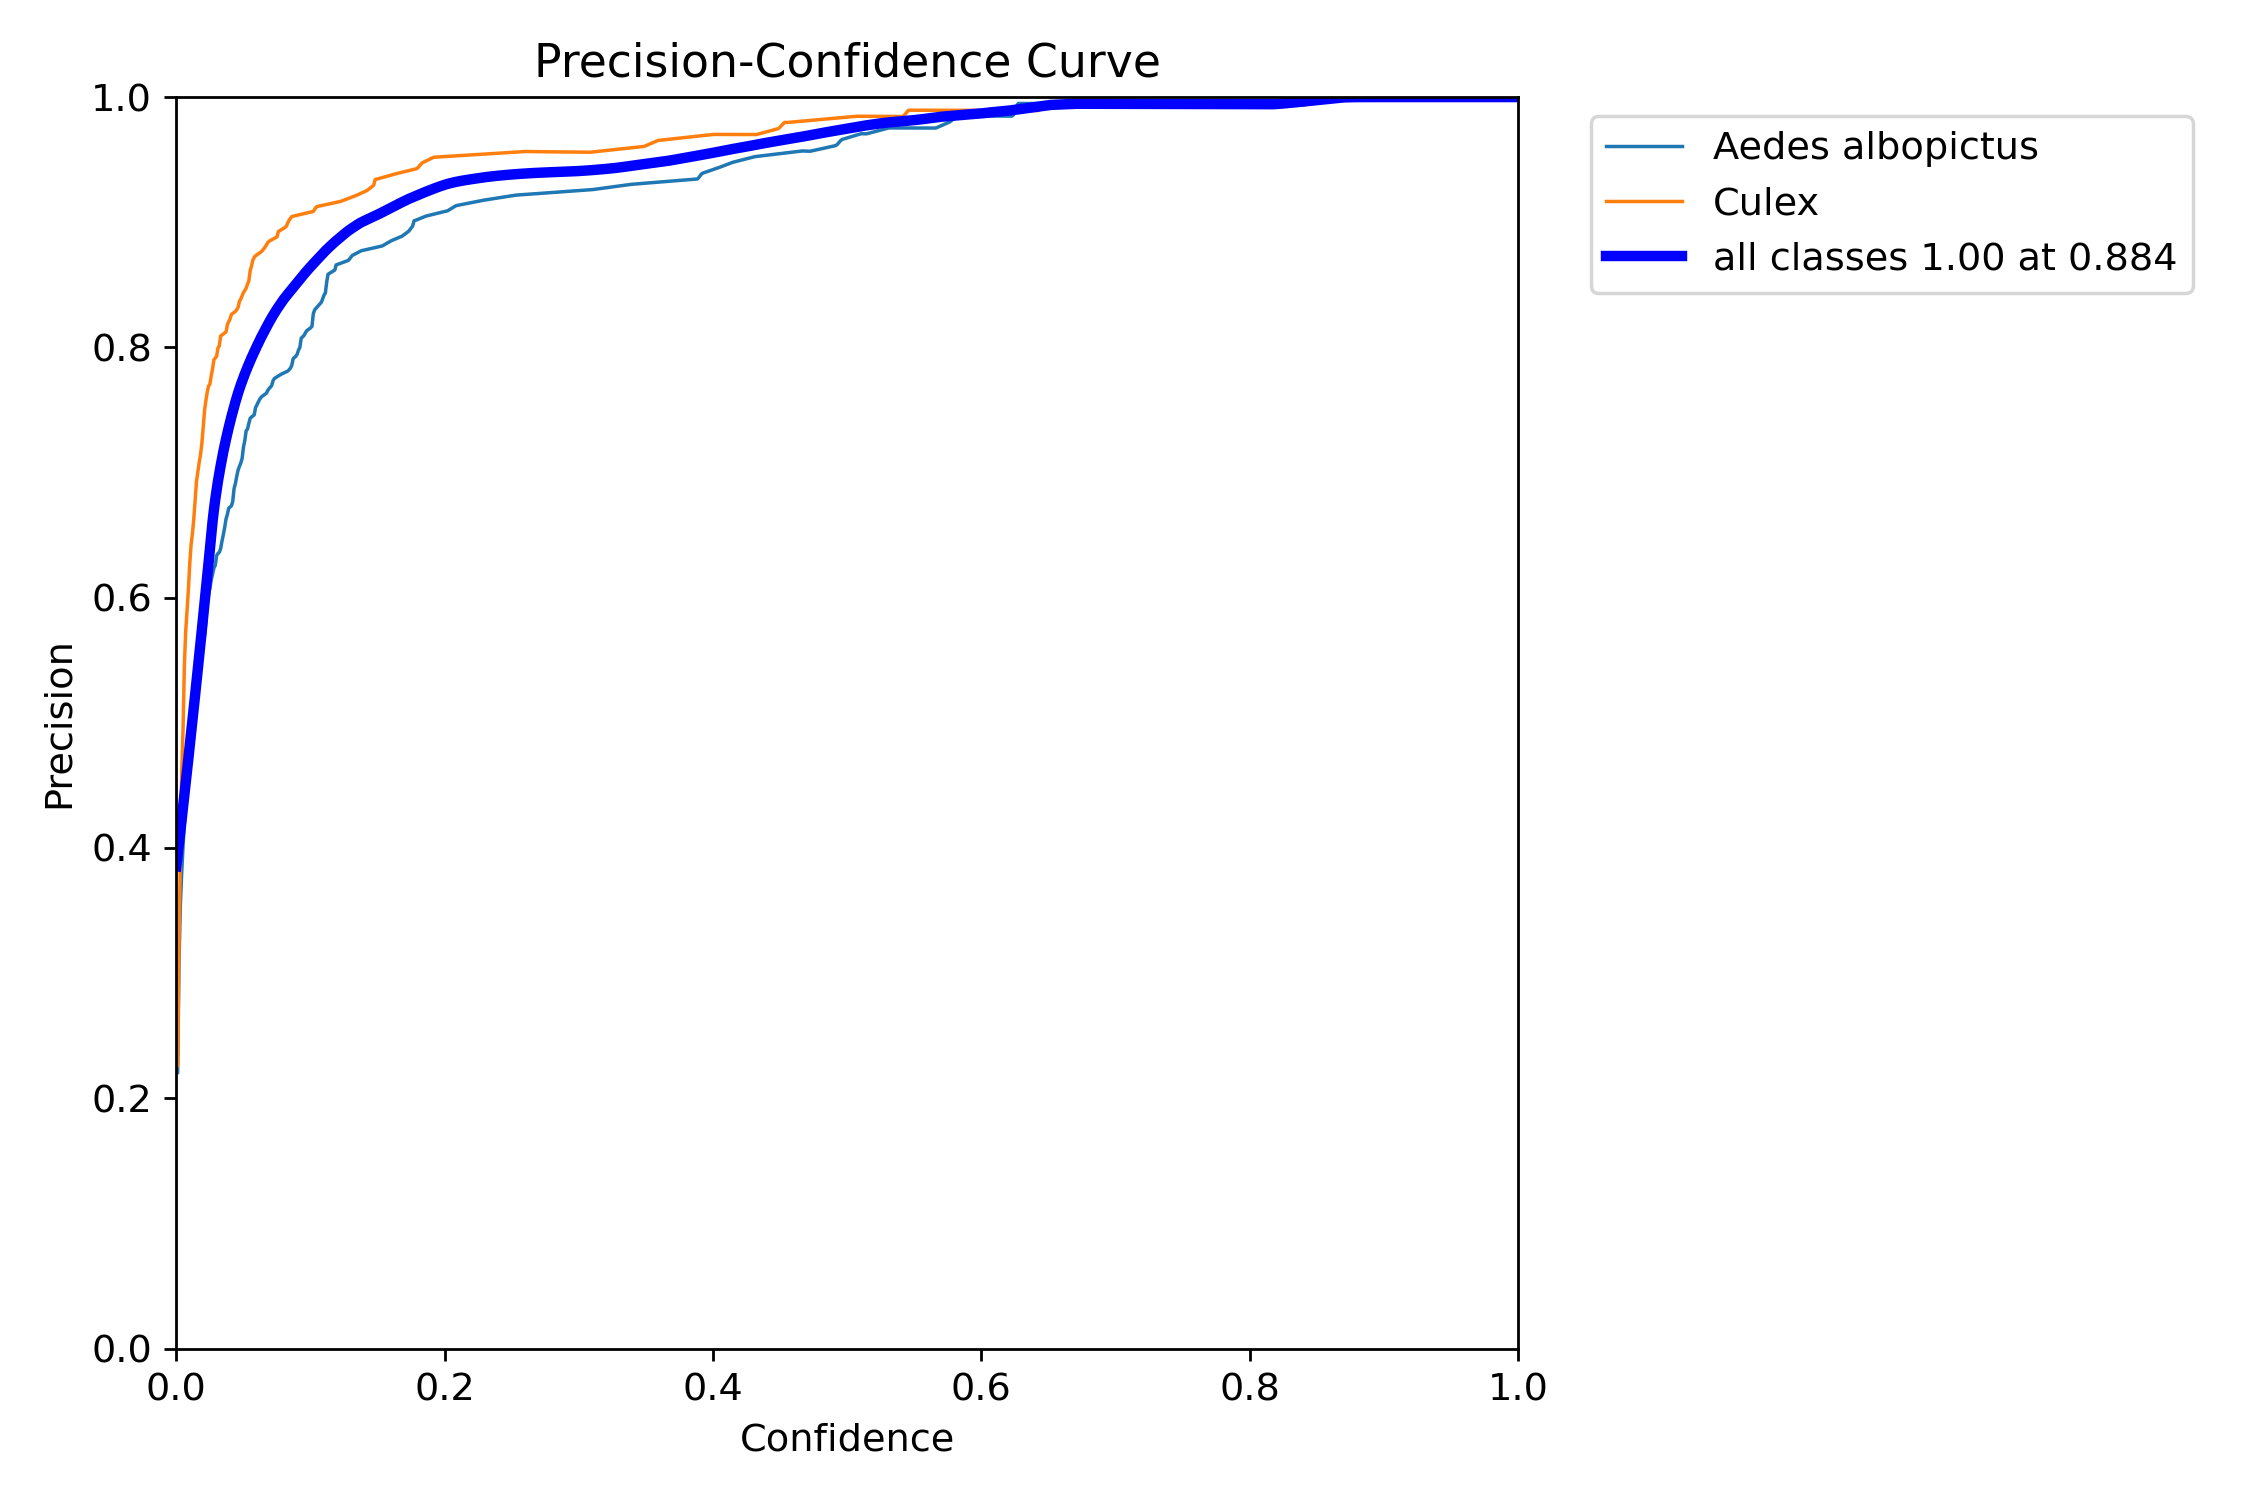 Precision-Confidence Curve
1.0
0.8
0.6
0.4
0.2
0.0
Precision
0.0 0.2 0.4 0.6 0.8 1.0
Confidence
Aedes albopictus
Culex
all classes 1.00 at 0.884